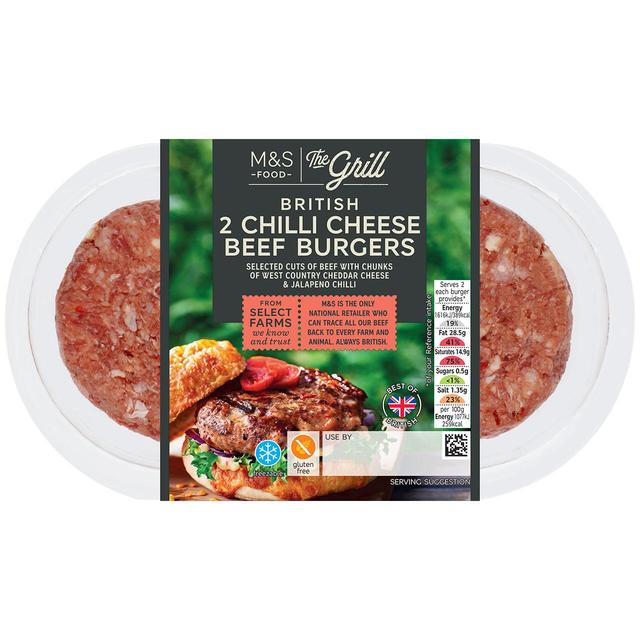 M&S
-FOOD-
The Grill
BRITISH
2 CHILLI CHEESE
BEEF BURGERS
SELECTED CUTS OF BEEF WITH CHUNKS
OF WEST COUNTRY CHEDDAR CHEESE
& JALAPENO CHILLI
FROM
SELECT
FARMS
we know
and trust
M&S IS THE ONLY
NATIONAL RETAILER WHO
CAN TRACE ALL OUR BEEF
BACK TO EVERY FARM AND
ANIMAL. ALWAYS BRITISH.
Serves 2
each burger
provides*
Energy
1616kJ/389kcal
19%
Fat 28.5g
41%
Saturates 14.9g
75%
Sugars 0.5g
<1%
Salt 1.35g
23%
per 100g
Energy 1077kJ
259kcal
*of your Reference intake
BEST OF
BRITISH
freezable
gluten
free
USE BY
SERVING SUGGESTION